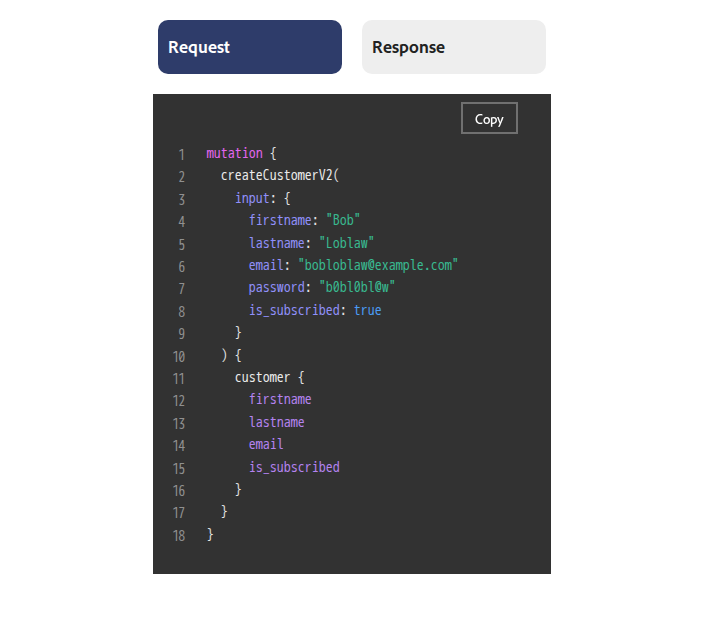 Request
Response
Copy
1 mutation {
2   createCustomerV2(
3     input: {
4       firstname: "Bob"
5       lastname: "Loblaw"
6       email: "bobloblaw@example.com"
7       password: "b0bl0bl@w"
8       is_subscribed: true
9     }
10   ) {
11     customer {
12       firstname
13       lastname
14       email
15       is_subscribed
16     }
17   }
18 }